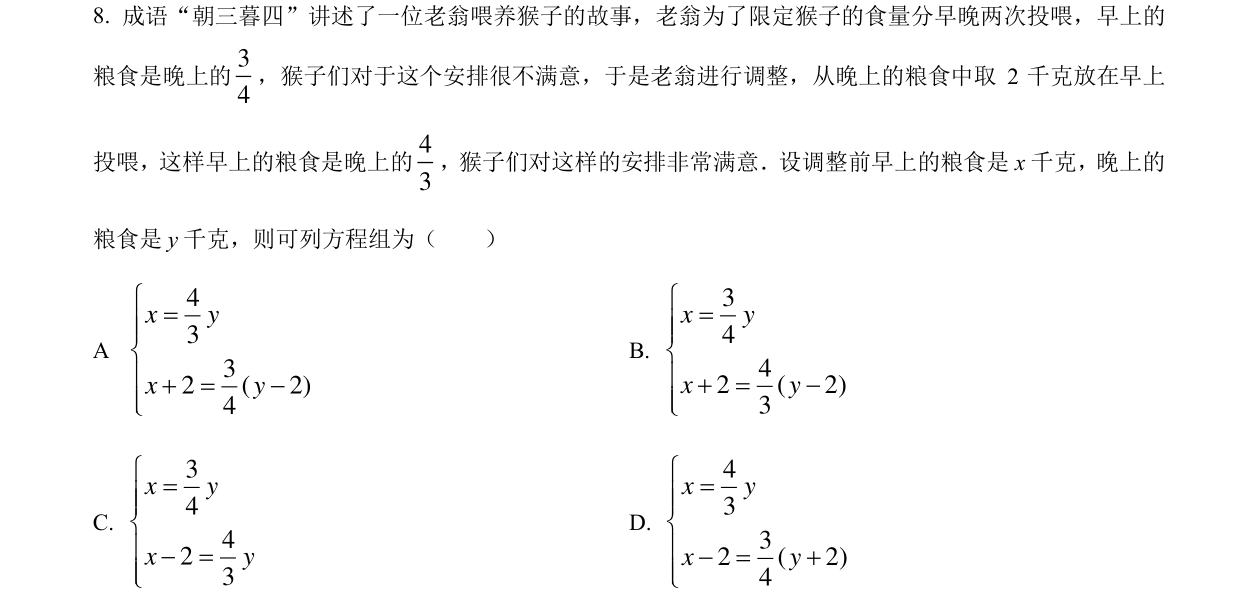 8. 成语“朝三暮四”讲述了一位老翁喂养猴子的故事，老翁为了限定猴子的食量分早晚两次投喂，早上的
粮食是晚上的 3/4 ，猴子们对于这个安排很不满意，于是老翁进行调整，从晚上的粮食中取 2 千克放在早上
投喂，这样早上的粮食是晚上的 4/3 ，猴子们对这样的安排非常满意．设调整前早上的粮食是 x 千克，晚上的
粮食是 y 千克，则可列方程组为（　　）
A { x = 4/3 y
x + 2 = 3/4 (y − 2)
B. { x = 3/4 y
x + 2 = 4/3 (y − 2)
C. { x = 3/4 y
x − 2 = 4/3 y
D. { x = 4/3 y
x − 2 = 3/4 (y + 2)